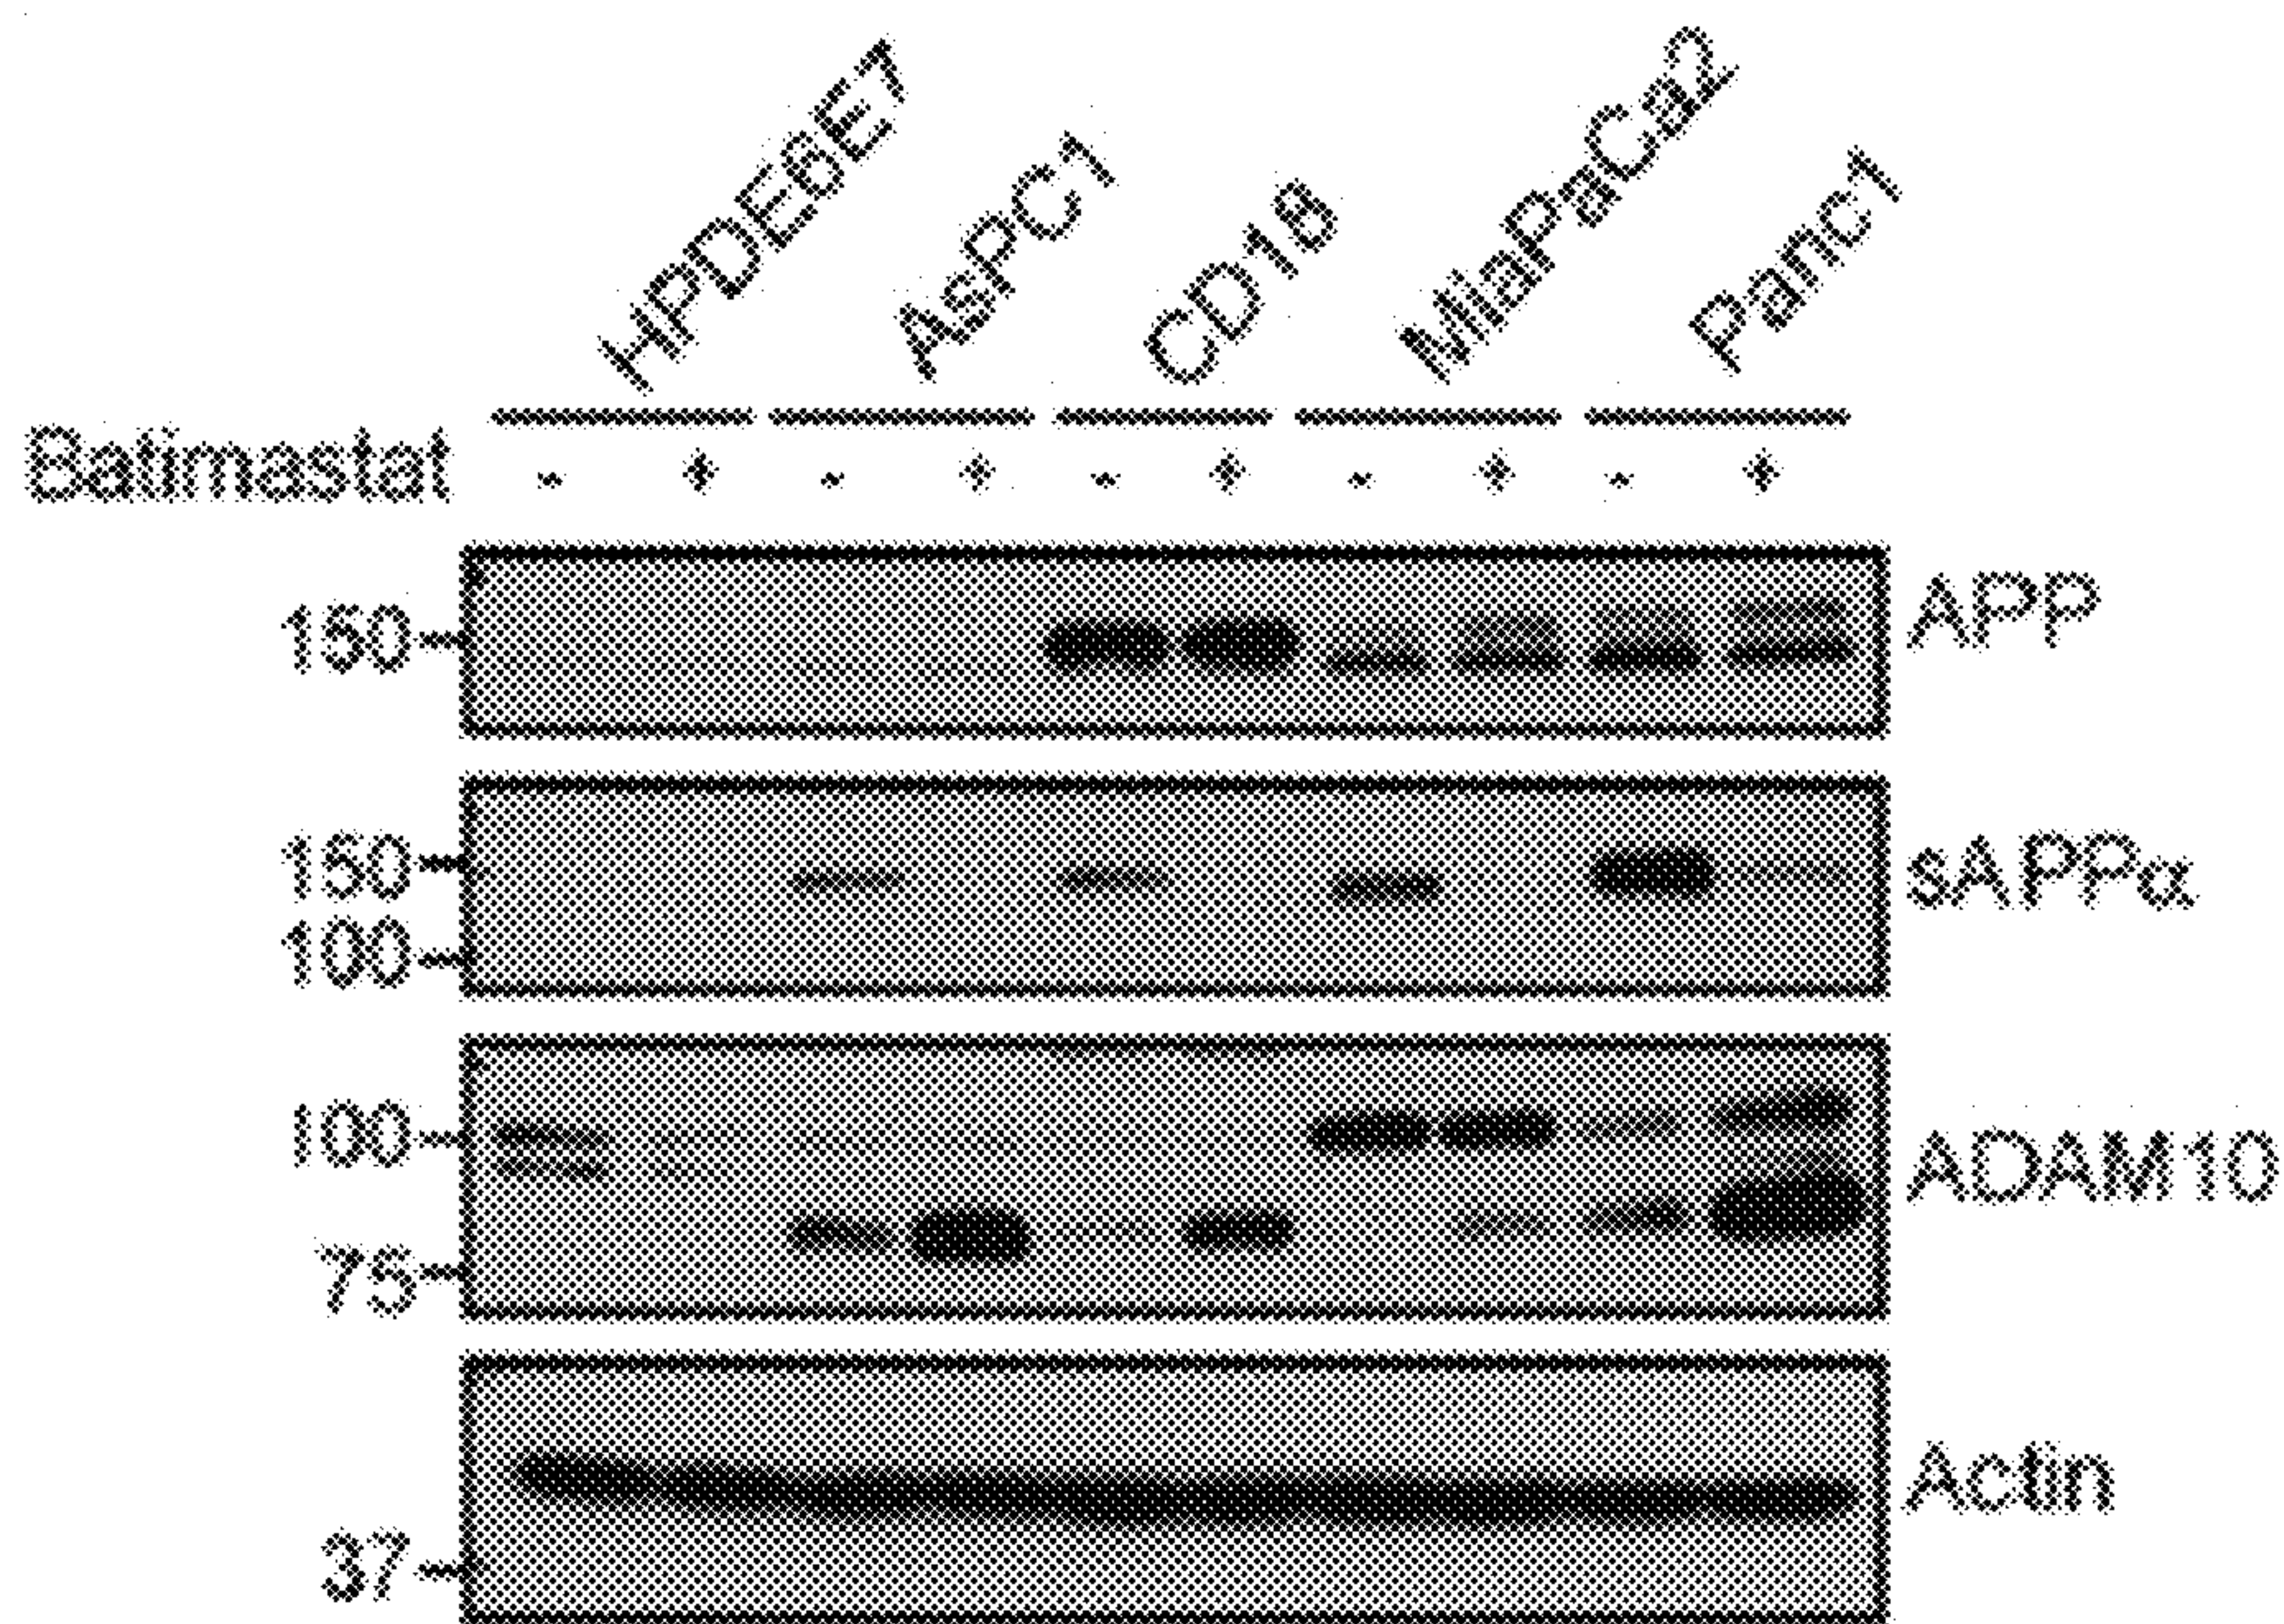 HPDE6E7 AsPC1 CD18 MiaPaCa2 Panc1
Batimastat - + - + - + - + - +
150 APP
150 sAPPα
100
100 ADAM10
75
Actin
37